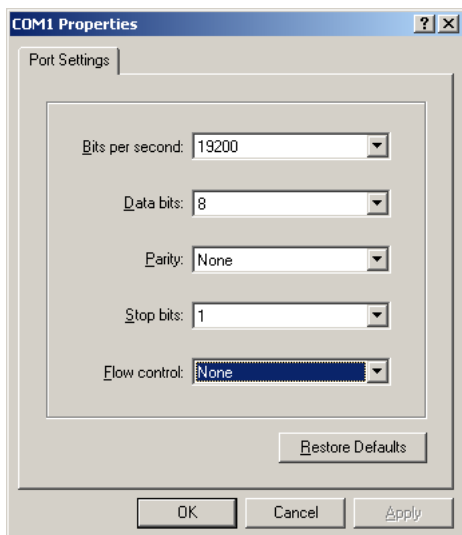 COM1 Properties
Port Settings
Bits per second: 19200
Data bits: 8
Parity: None
Stop bits: 1
Flow control: None
Restore Defaults
OK Cancel Apply